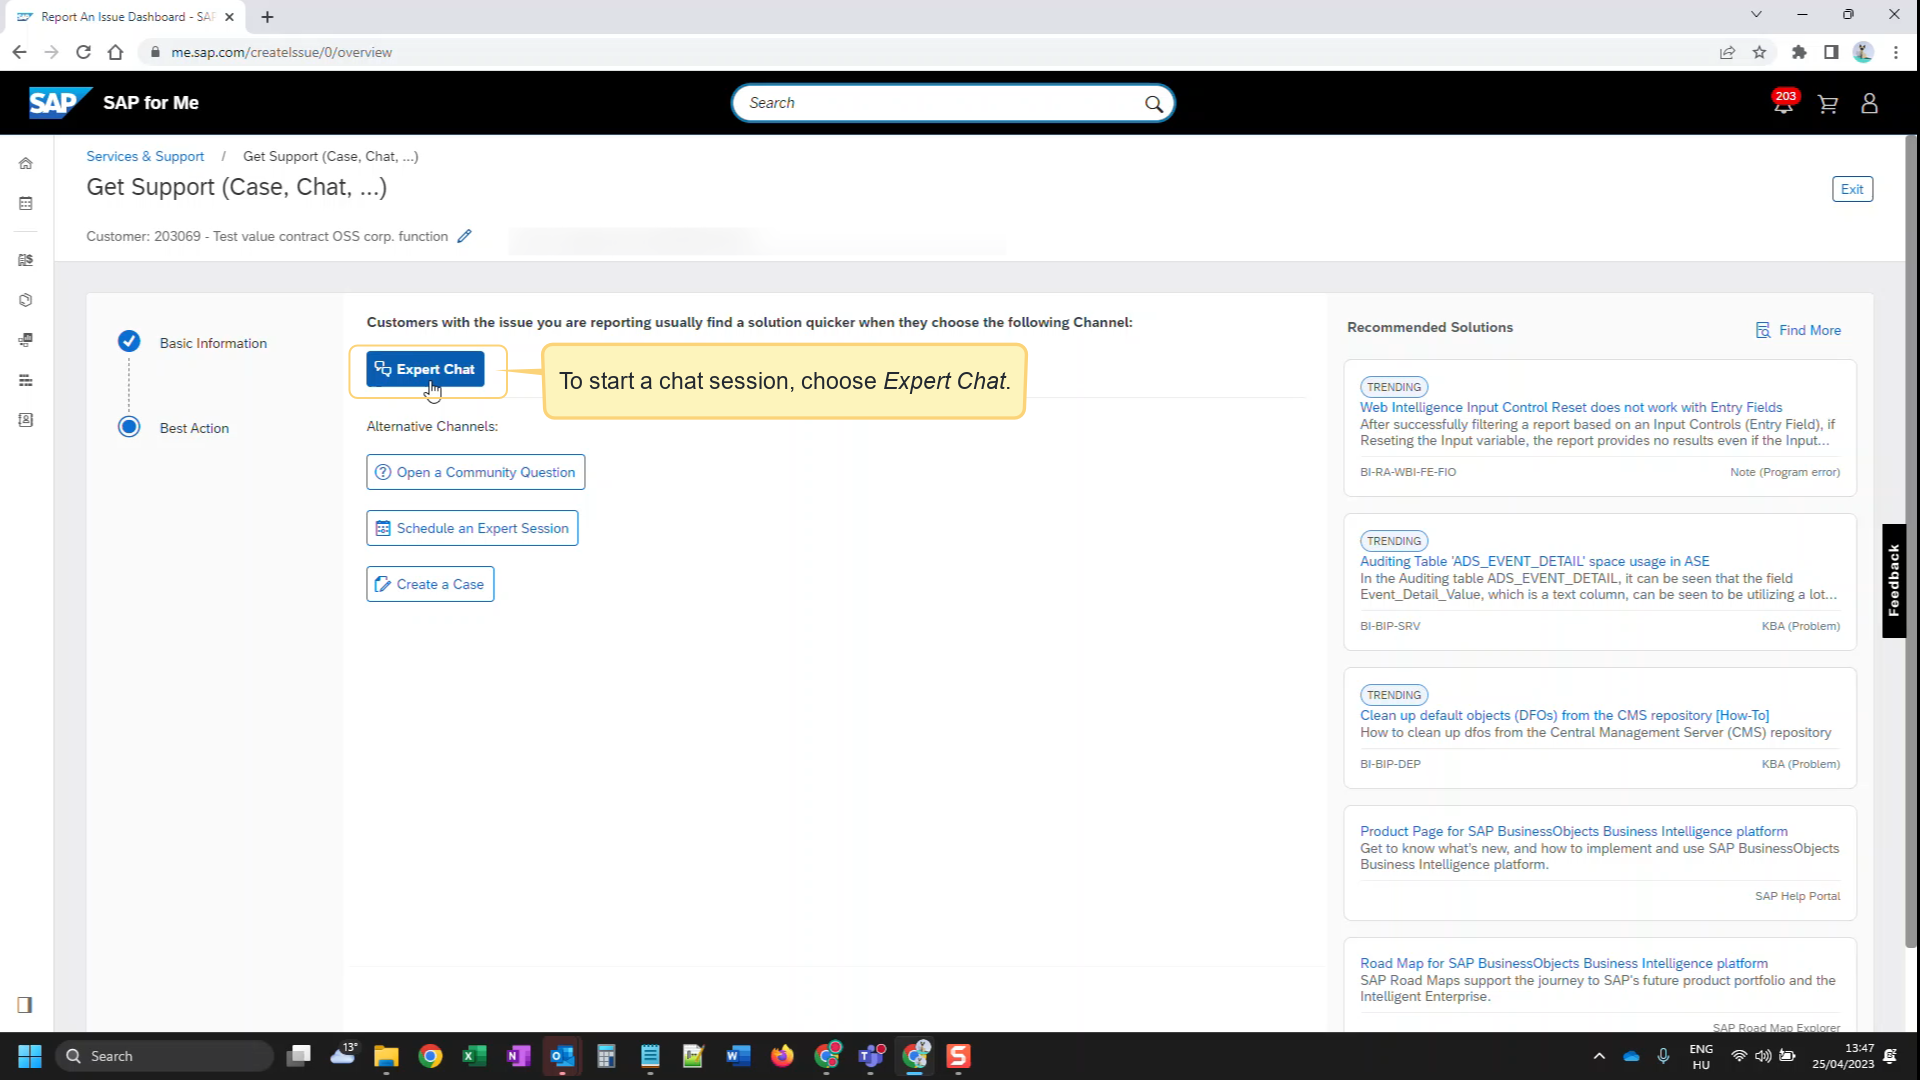 Report An Issue Dashboard - SA
me.sap.com/createIssue/0/overview
SAP
SAP for Me
Search
203
Services & Support / Get Support (Case, Chat, ...)
Get Support (Case, Chat, ...)
Exit
Customer: 203069 - Test value contract OSS corp. function
Basic Information
Best Action
Customers with the issue you are reporting usually find a solution quicker when they choose the following Channel:
Expert Chat
To start a chat session, choose Expert Chat.
Alternative Channels:
Open a Community Question
Schedule an Expert Session
Create a Case
Recommended Solutions
Find More
TRENDING
Web Intelligence Input Control Reset does not work with Entry Fields
After successfully filtering a report based on an Input Controls (Entry Field), if
Reseting the Input variable, the report provides no results even if the Input...
BI-RA-WBI-FE-FIO
Note (Program error)
TRENDING
Auditing Table 'ADS_EVENT_DETAIL' space usage in ASE
In the Auditing table ADS_EVENT_DETAIL, it can be seen that the field
Event_Detail_Value, which is a text column, can be seen to be utilizing a lot...
BI-BIP-SRV
KBA (Problem)
TRENDING
Clean up default objects (DFOs) from the CMS repository [How-To]
How to clean up dfos from the Central Management Server (CMS) repository
BI-BIP-DEP
KBA (Problem)
Product Page for SAP BusinessObjects Business Intelligence platform
Get to know what's new, and how to implement and use SAP BusinessObjects
Business Intelligence platform.
SAP Help Portal
Road Map for SAP BusinessObjects Business Intelligence platform
SAP Road Maps support the journey to SAP's future product portfolio and the
Intelligent Enterprise.
SAP Road Map Explorer
Feedback
Search
13°
ENG
HU
13:47
25/04/2023